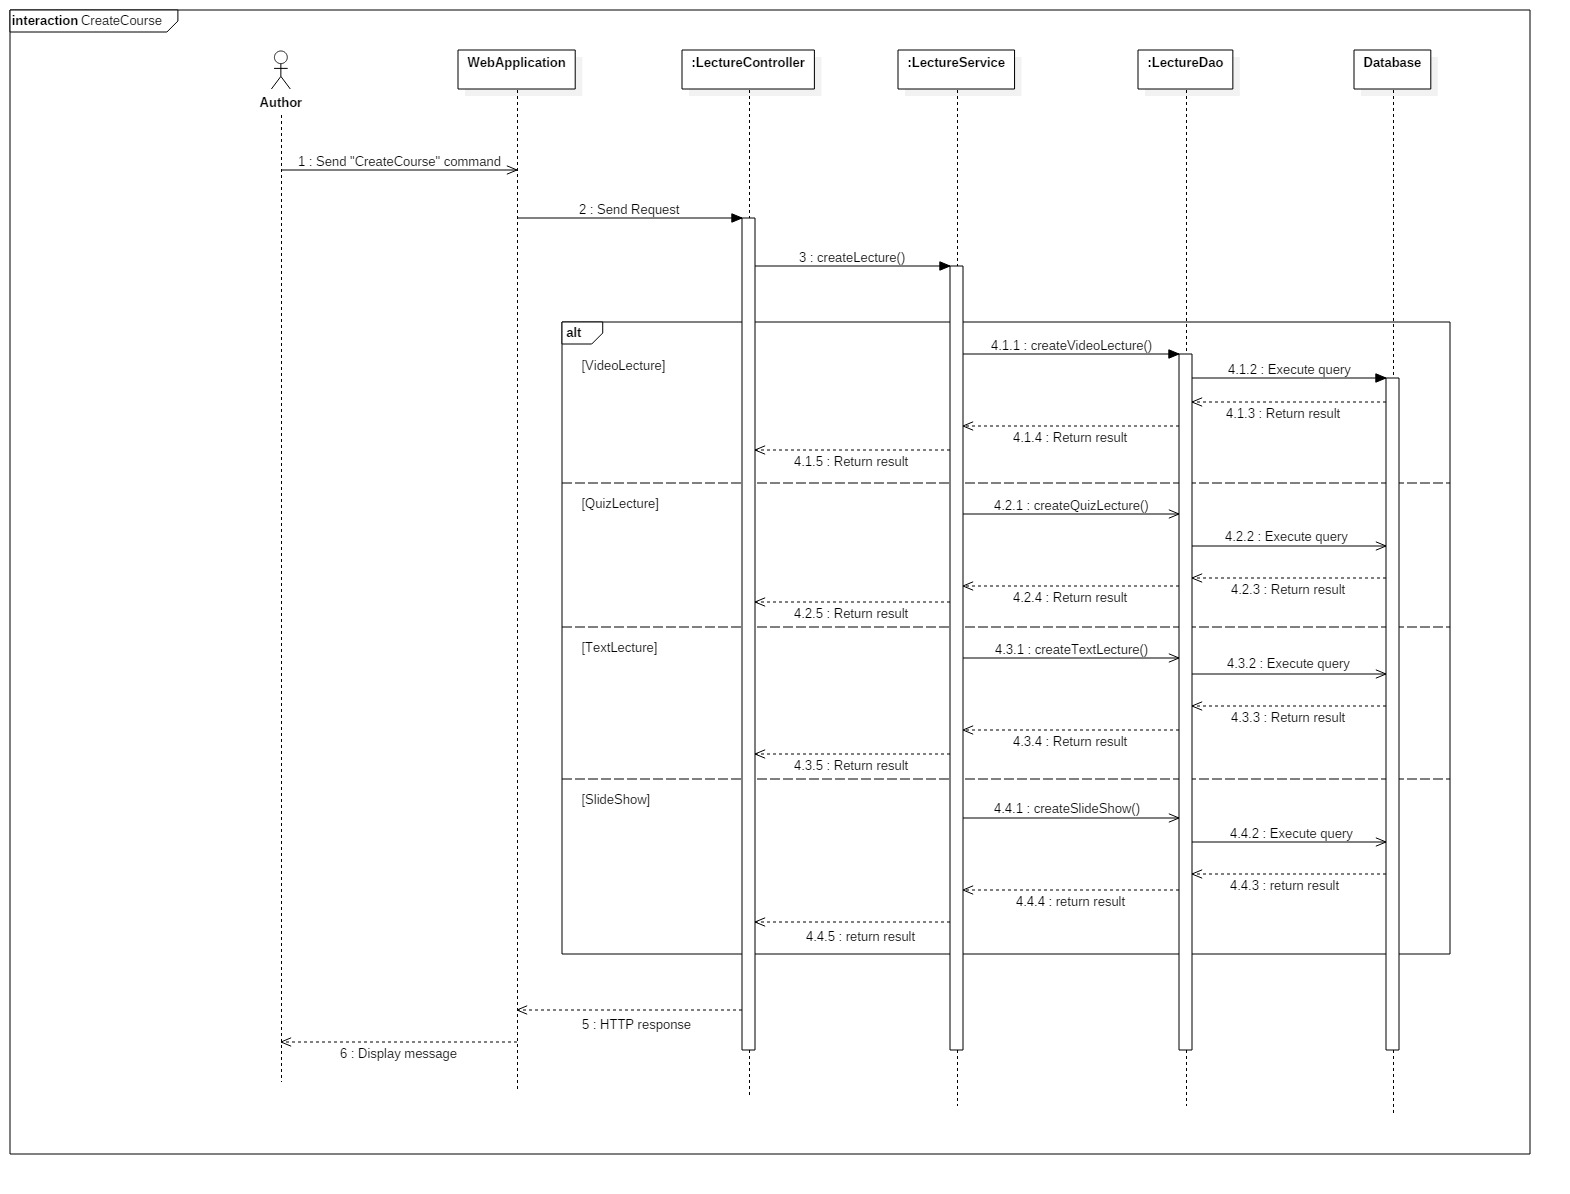 interaction CreateCourse
Author
WebApplication
:LectureController
:LectureService
:LectureDao
Database
1 : Send "CreateCourse" command
2 : Send Request
3 : createLecture()
alt
[VideoLecture]
4.1.1 : createVideoLecture()
4.1.2 : Execute query
4.1.3 : Return result
4.1.4 : Return result
4.1.5 : Return result
[QuizLecture]
4.2.1 : createQuizLecture()
4.2.2 : Execute query
4.2.3 : Return result
4.2.4 : Return result
4.2.5 : Return result
[TextLecture]
4.3.1 : createTextLecture()
4.3.2 : Execute query
4.3.3 : Return result
4.3.4 : Return result
4.3.5 : Return result
[SlideShow]
4.4.1 : createSlideShow()
4.4.2 : Execute query
4.4.3 : return result
4.4.4 : return result
4.4.5 : return result
5 : HTTP response
6 : Display message